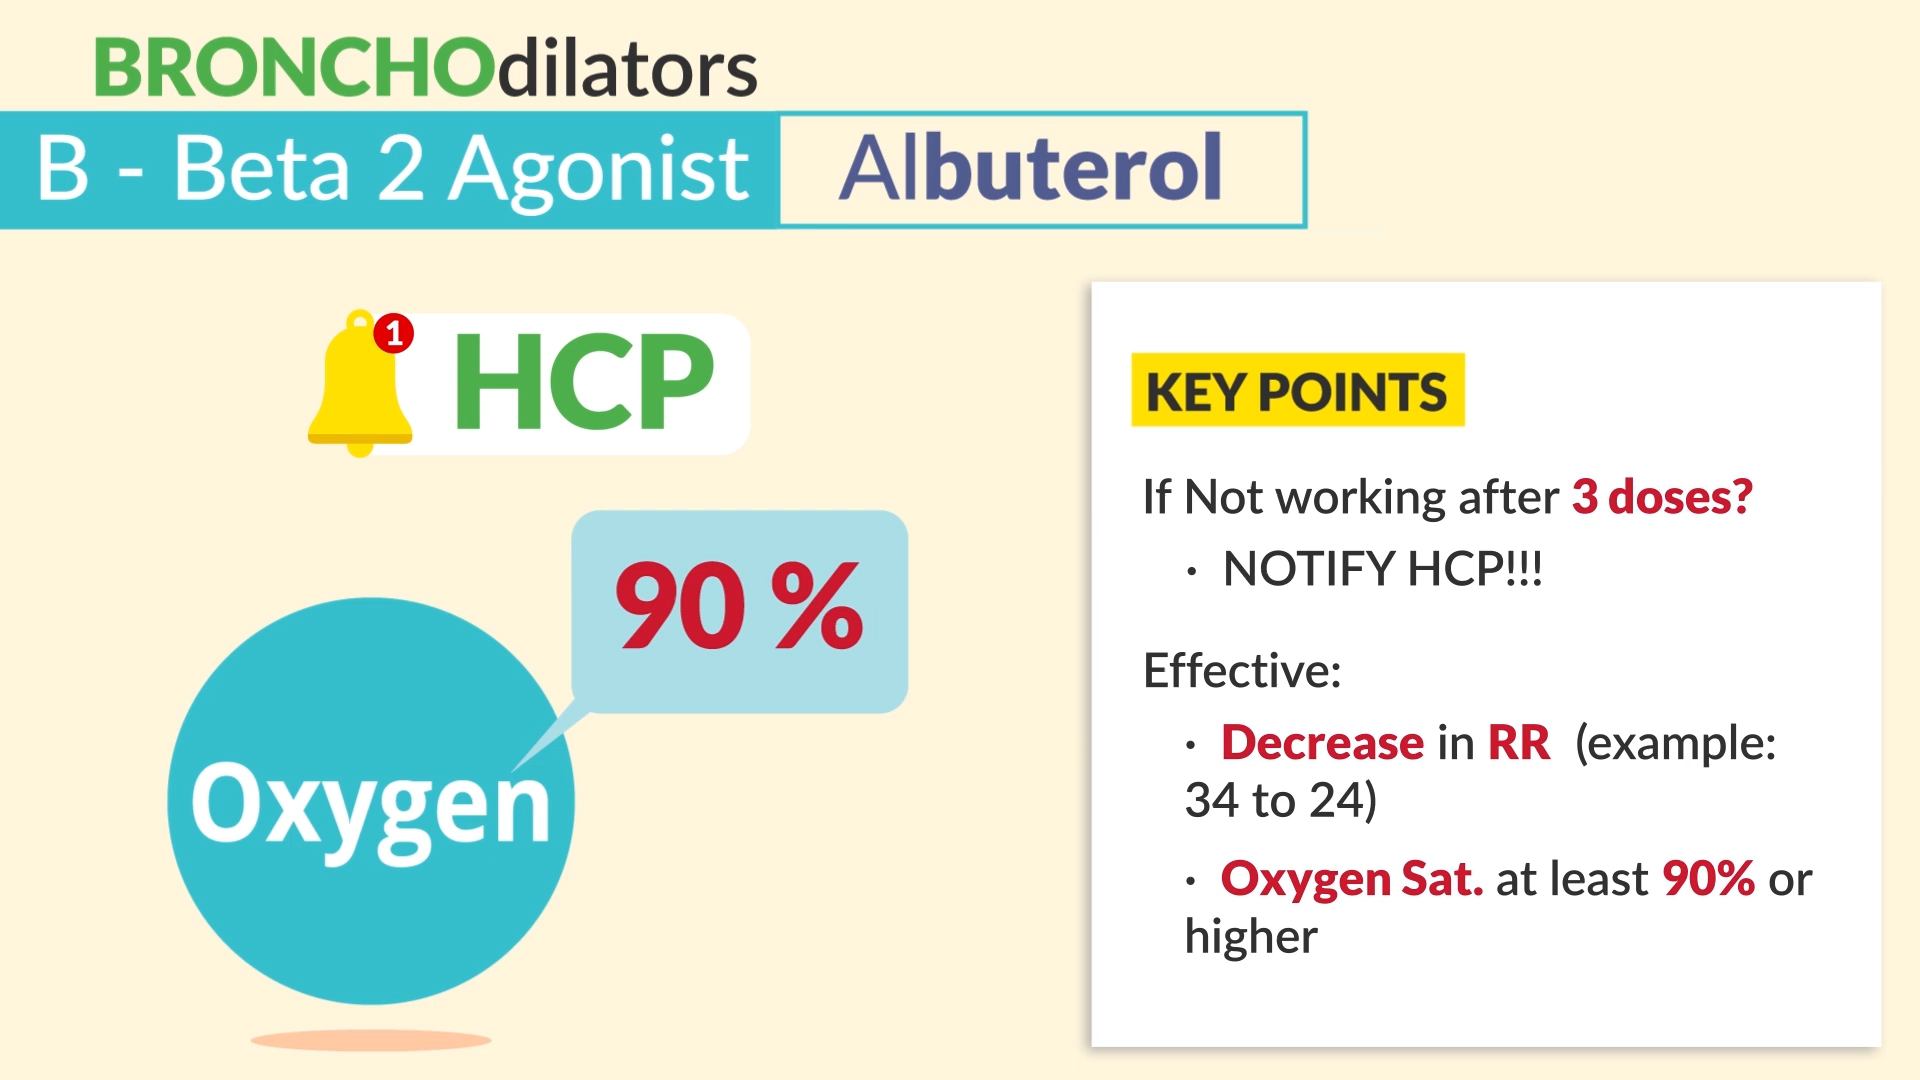 BRONCHOdilators
B - Beta 2 Agonist
Albuterol
1
HCP
90 %
Oxygen
KEY POINTS
If Not working after 3 doses?
· NOTIFY HCP!!!
Effective:
· Decrease in RR (example:
34 to 24)
· Oxygen Sat. at least 90% or
higher